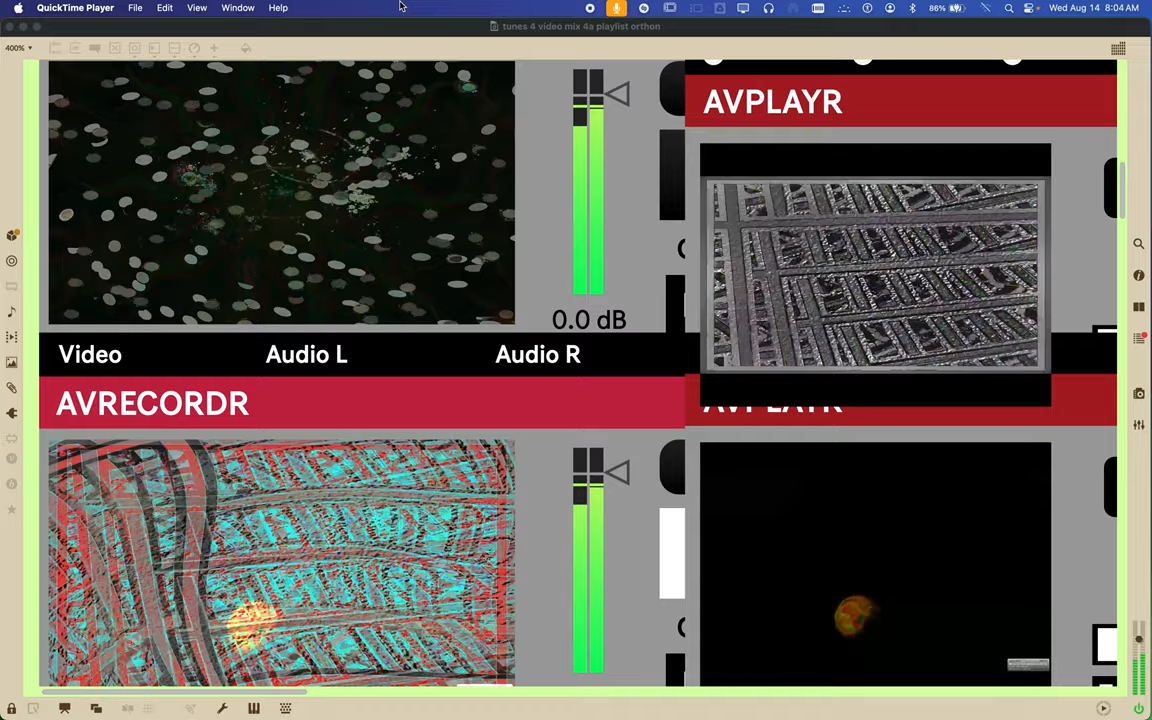 QuickTime Player File Edit View Window Help 86% Wed Aug 14 8:04 AM
tunes 4 video mix 4a playlist orthon
400%
AVPLAYR
0.0 dB
Video Audio L Audio R
AVRECORDR
AVPLAYR